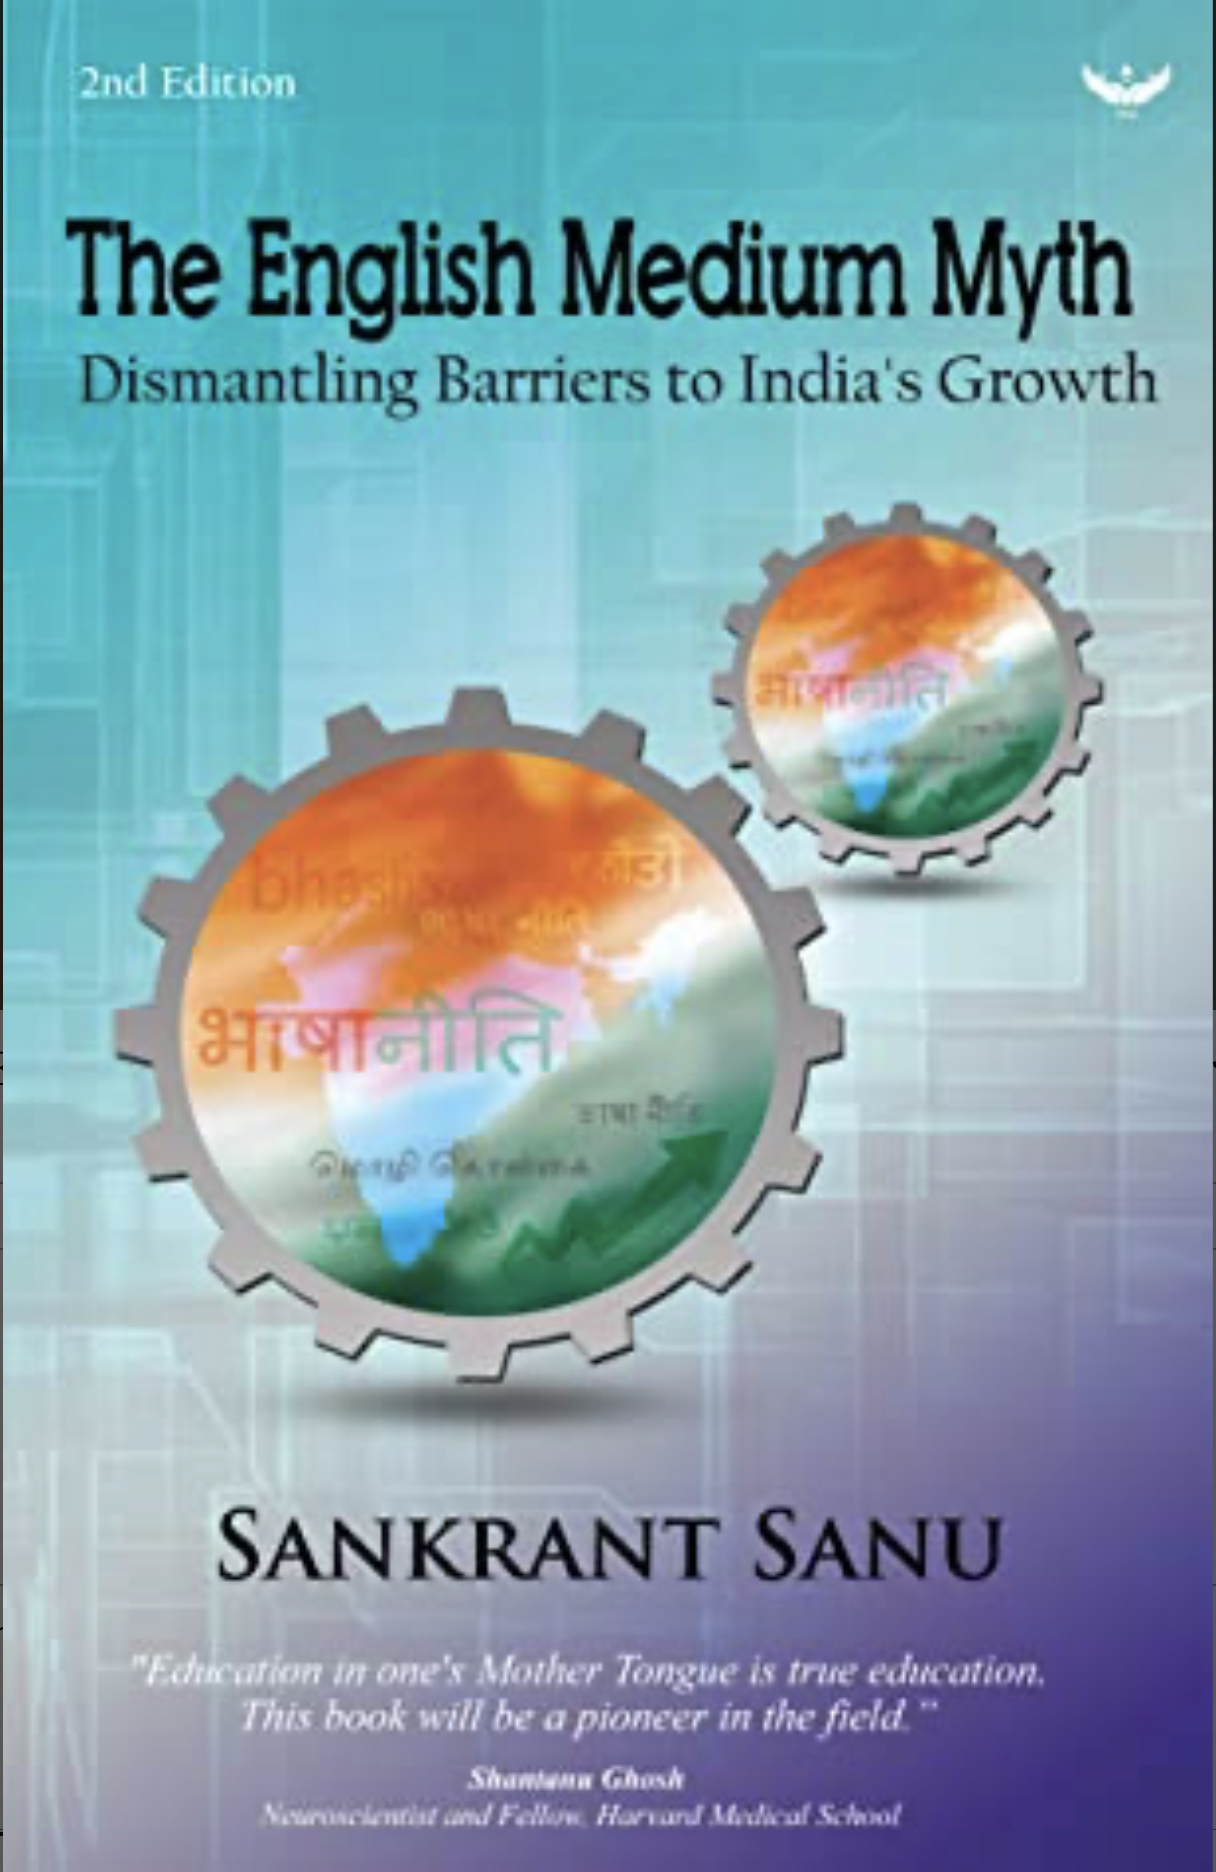 2nd Edition
The English Medium Myth
Dismantling Barriers to India's Growth
भाषानीति
भाषानीति
भाषा नीति
भाषा नीति
மொழி
SANKRANT SANU
"Education in one's Mother Tongue is true education.
This book will be a pioneer in the field."
Shantanu Ghosh
Neuroscientist and Fellow, Harvard Medical School